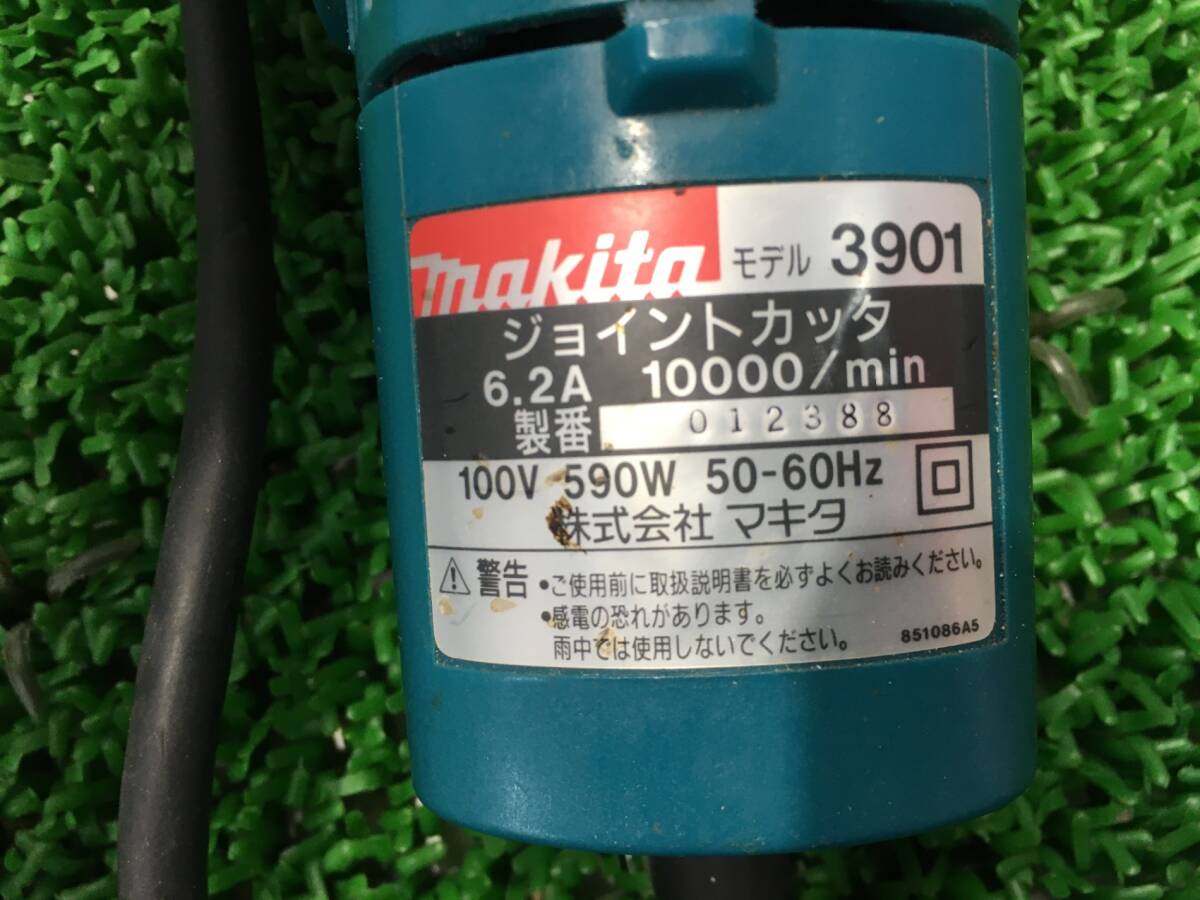 makita モデル 3901
ジョイントカッタ
6.2A 10000/min
製番 012388
100V 590W 50-60Hz
株式会社 マキタ
警告 •ご使用前に取扱説明書を必ずよくお読みください。
•感電の恐れがあります。
雨中では使用しないでください。
851086A5